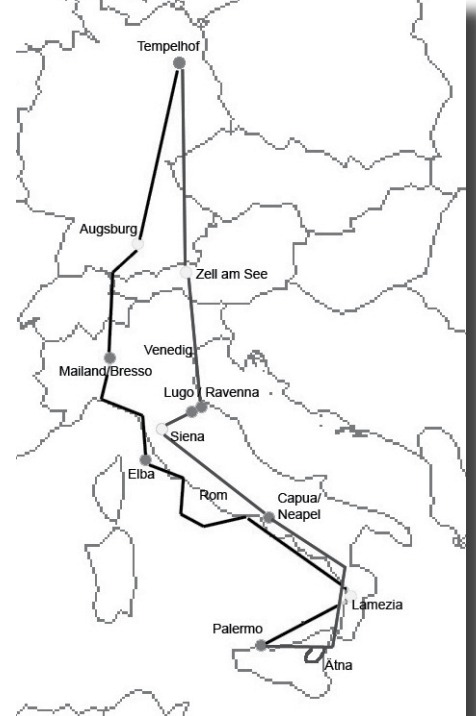 Tempelhof
Augsburg
Zell am See
Venedig
Mailand/Bresso
Lugo / Ravenna
Siena
Elba
Rom
Capua/
Neapel
Lamezia
Palermo
Ätna